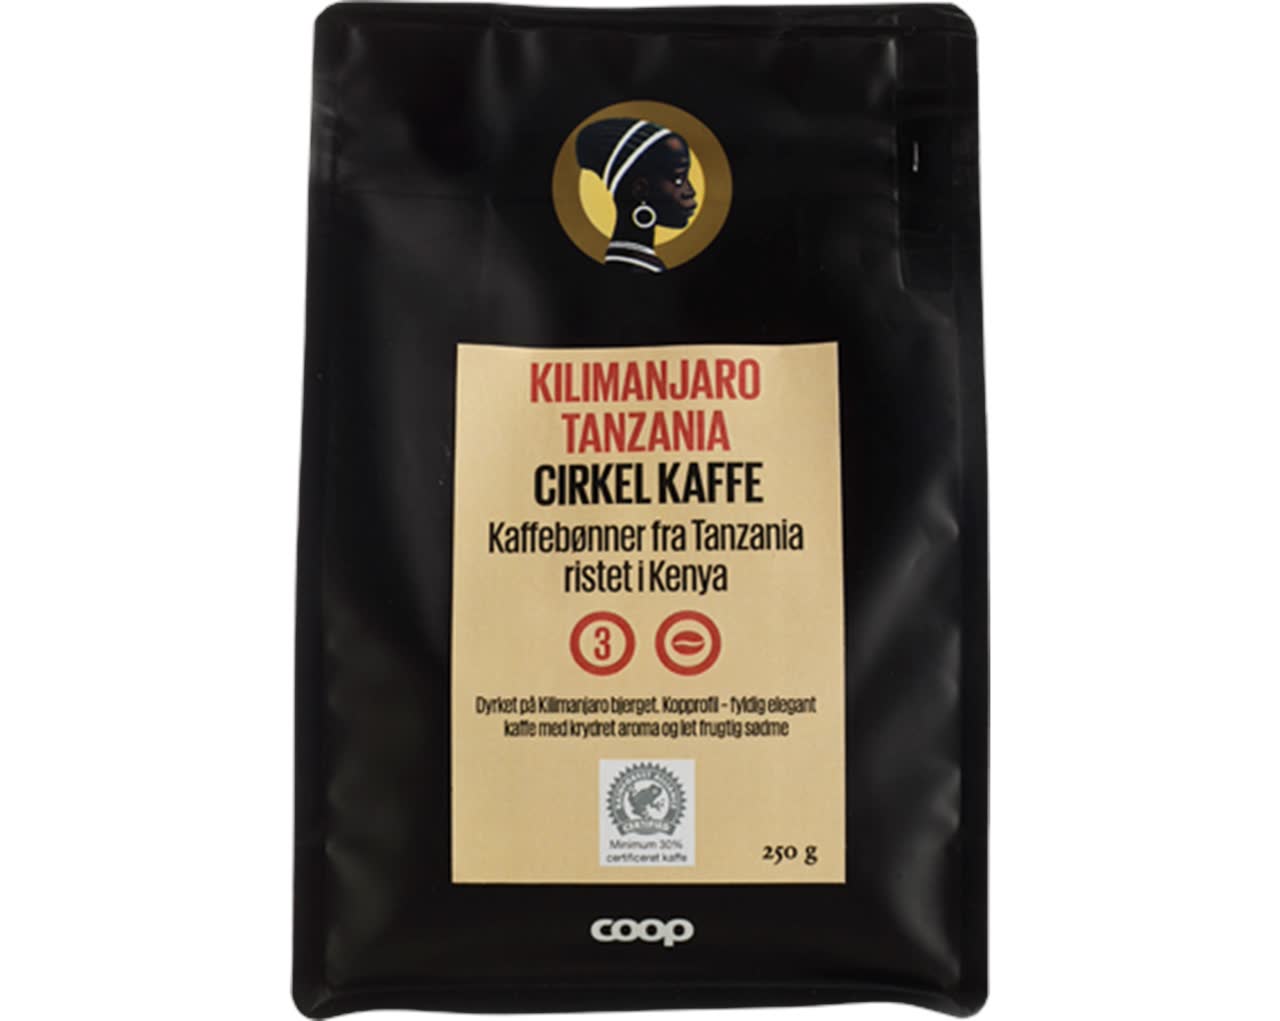 KILIMANJARO
TANZANIA
CIRKEL KAFFE
Kaffebønner fra Tanzania
ristet i Kenya
3
Dyrket på Kilimanjaro bjerget. Kopprofil - fyldig elegant
kaffe med krydret aroma og let frugtig sødme
Minimum 30%
certificeret kaffe
250 g
coop